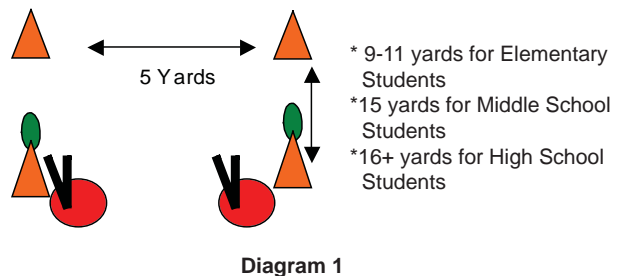 5 Yards
* 9-11 yards for Elementary
Students
*15 yards for Middle School
Students
*16+ yards for High School
Students
Diagram 1